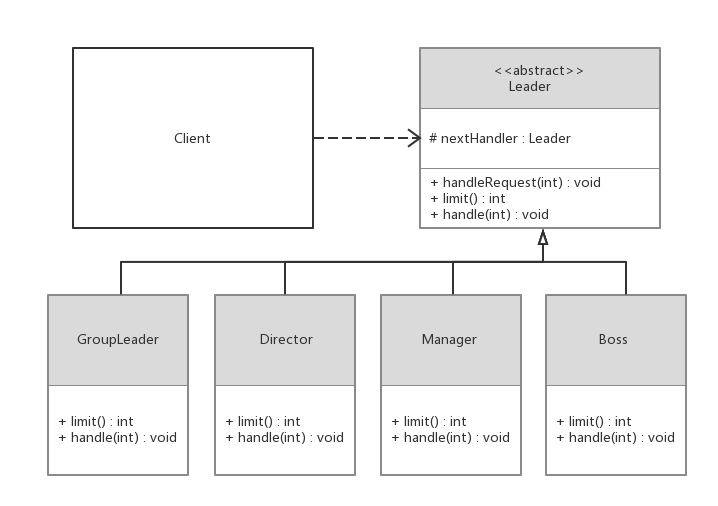 Client
<<abstract>>
Leader
# nextHandler : Leader
+ handleRequest(int) : void
+ limit() : int
+ handle(int) : void
GroupLeader
+ limit() : int
+ handle(int) : void
Director
+ limit() : int
+ handle(int) : void
Manager
+ limit() : int
+ handle(int) : void
Boss
+ limit() : int
+ handle(int) : void